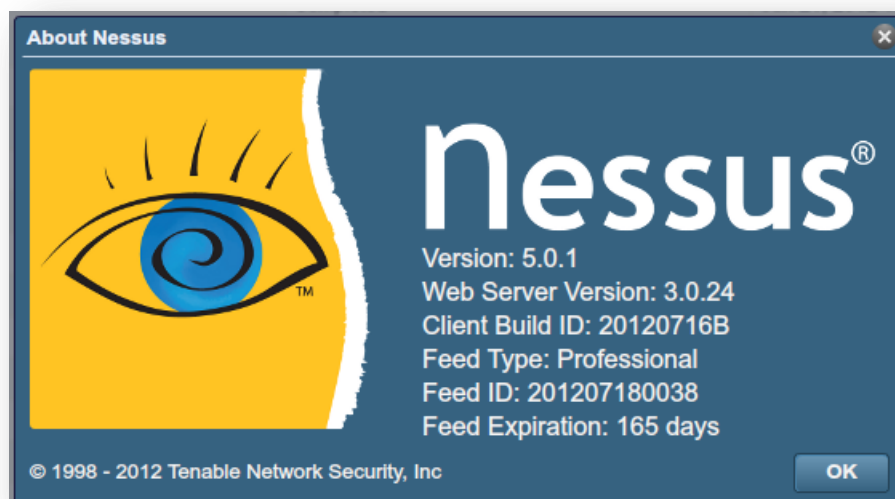 About Nessus
Nessus®
Version: 5.0.1
Web Server Version: 3.0.24
Client Build ID: 20120716B
Feed Type: Professional
Feed ID: 201207180038
Feed Expiration: 165 days
TM
© 1998 - 2012 Tenable Network Security, Inc
OK